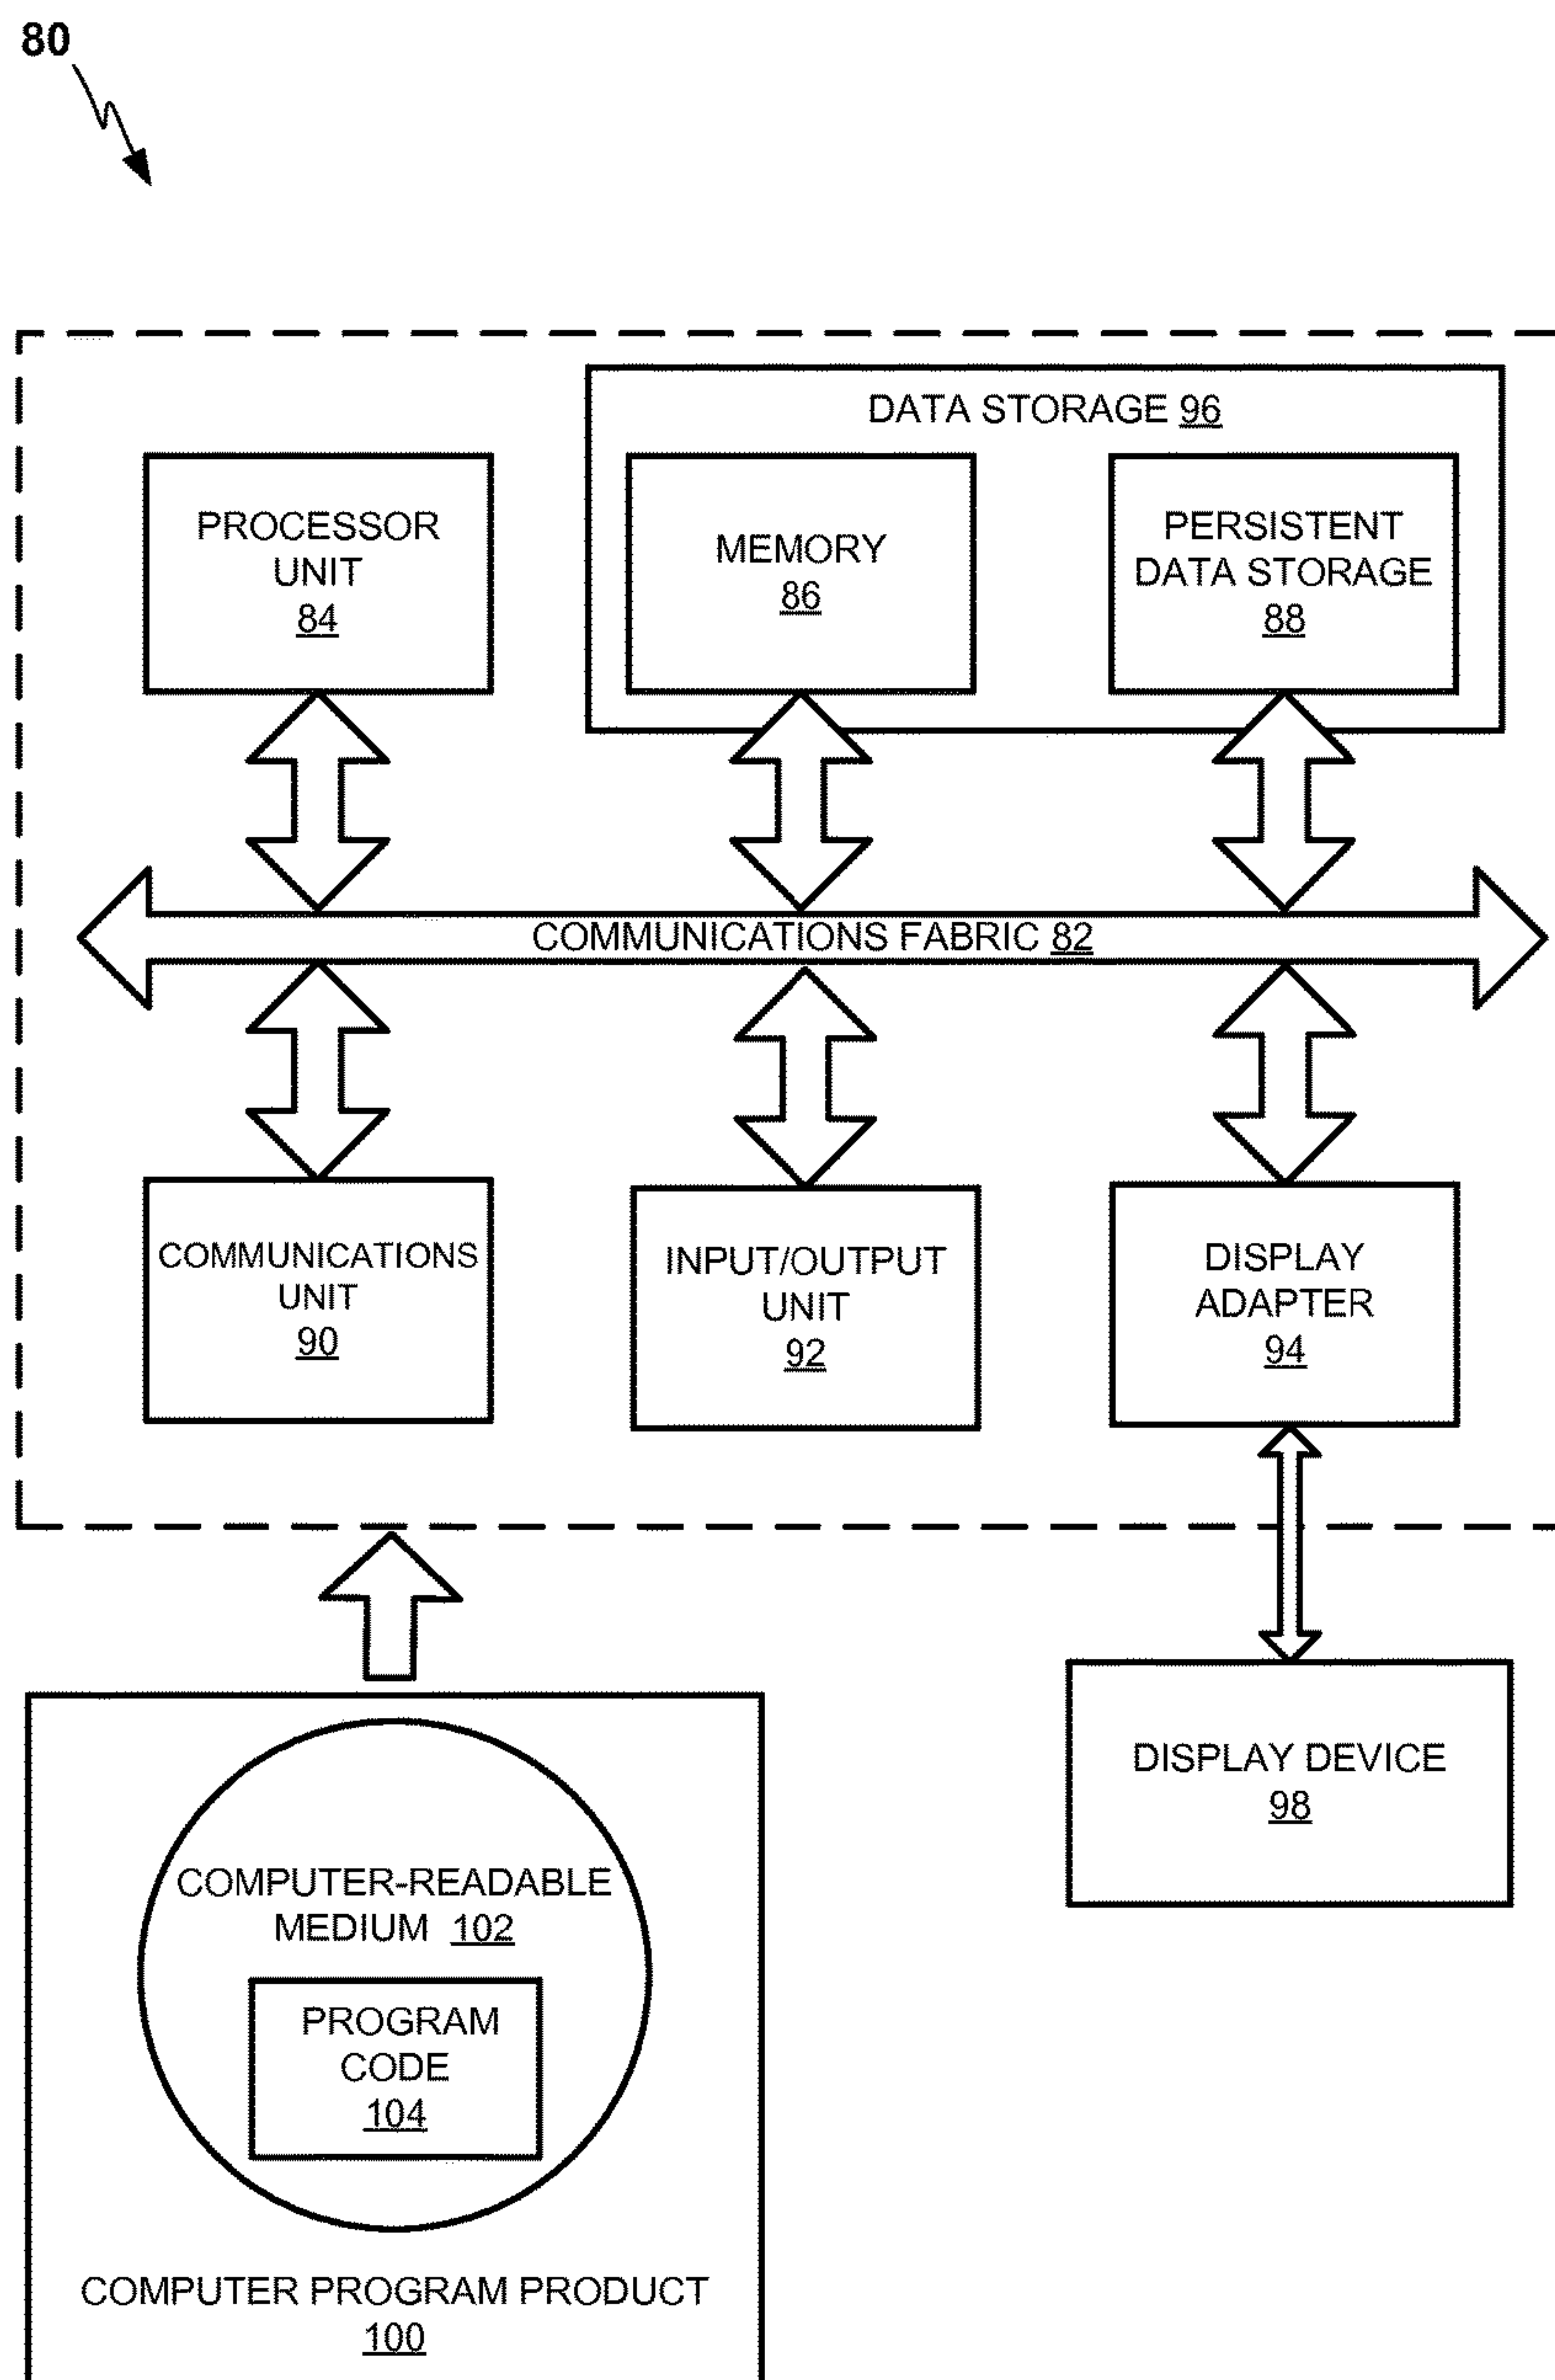 80
DATA STORAGE 96
PROCESSOR
UNIT
84
MEMORY
86
PERSISTENT
DATA STORAGE
88
COMMUNICATIONS FABRIC 82
COMMUNICATIONS
UNIT
90
INPUT/OUTPUT
UNIT
92
DISPLAY
ADAPTER
94
DISPLAY DEVICE
98
COMPUTER-READABLE
MEDIUM 102
PROGRAM
CODE
104
COMPUTER PROGRAM PRODUCT
100